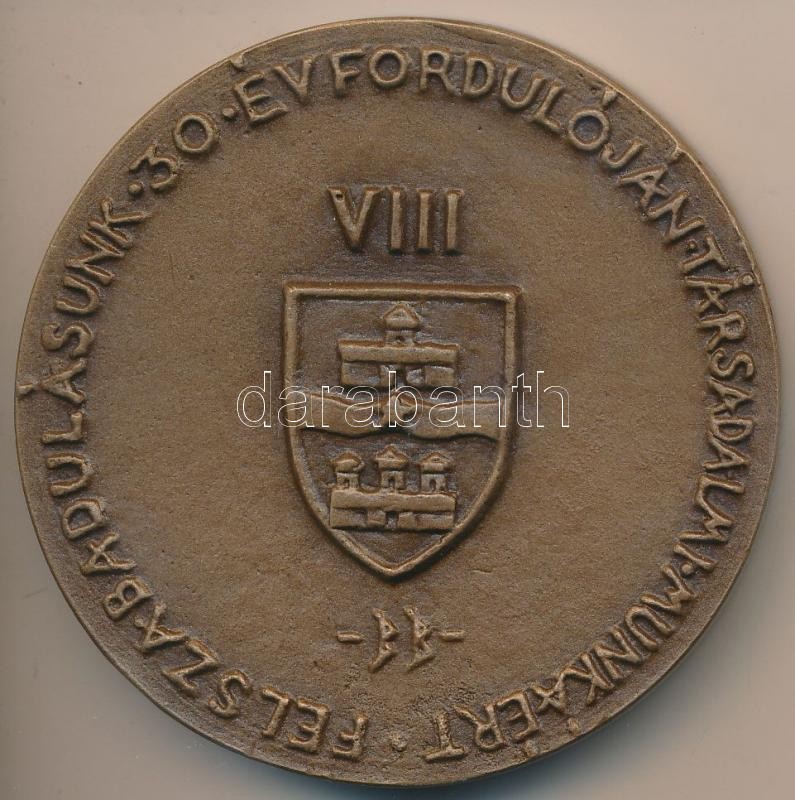 FELSZABADULÁSUNK · 30 · ÉVFORDULÓJÁN · TÁRSADALMI · MUNKÁÉRT ·
VIII
darabanth